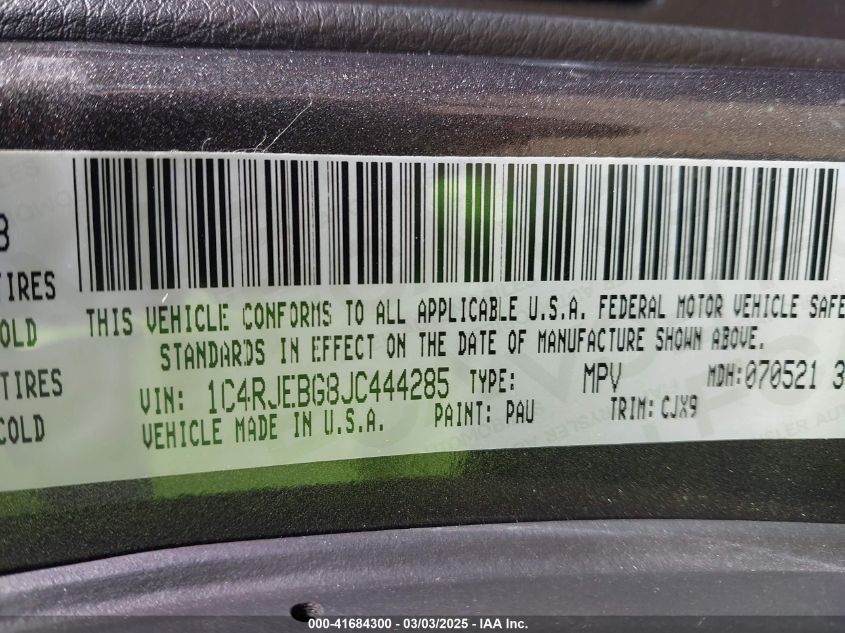 8
TIRES
OLD
TIRES
COLD
THIS VEHICLE CONFORMS TO ALL APPLICABLE U.S.A. FEDERAL MOTOR VEHICLE SAFE
STANDARDS IN EFFECT ON THE DATE OF MANUFACTURE SHOWN ABOVE.
VIN: 1C4RJEBG8JC444285 TYPE: MPV MDH:070521 3
VEHICLE MADE IN U.S.A. PAINT: PAU TRIM: CJX9
000-41684300 — 03/03/2025 — IAA Inc.